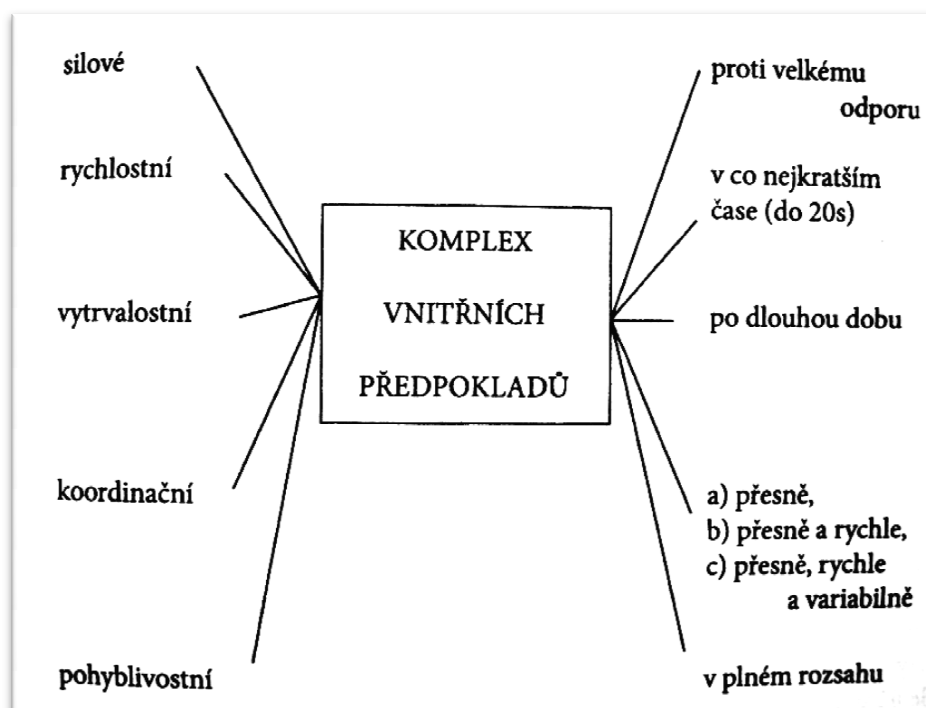 silové
rychlostní
vytrvalostní
koordinační
pohyblivostní
KOMPLEX
VNITŘNÍCH
PŘEDPOKLADŮ
proti velkému
odporu
v co nejkratším
čase (do 20s)
po dlouhou dobu
a) přesně,
b) přesně a rychle,
c) přesně, rychle
a variabilně
v plném rozsahu